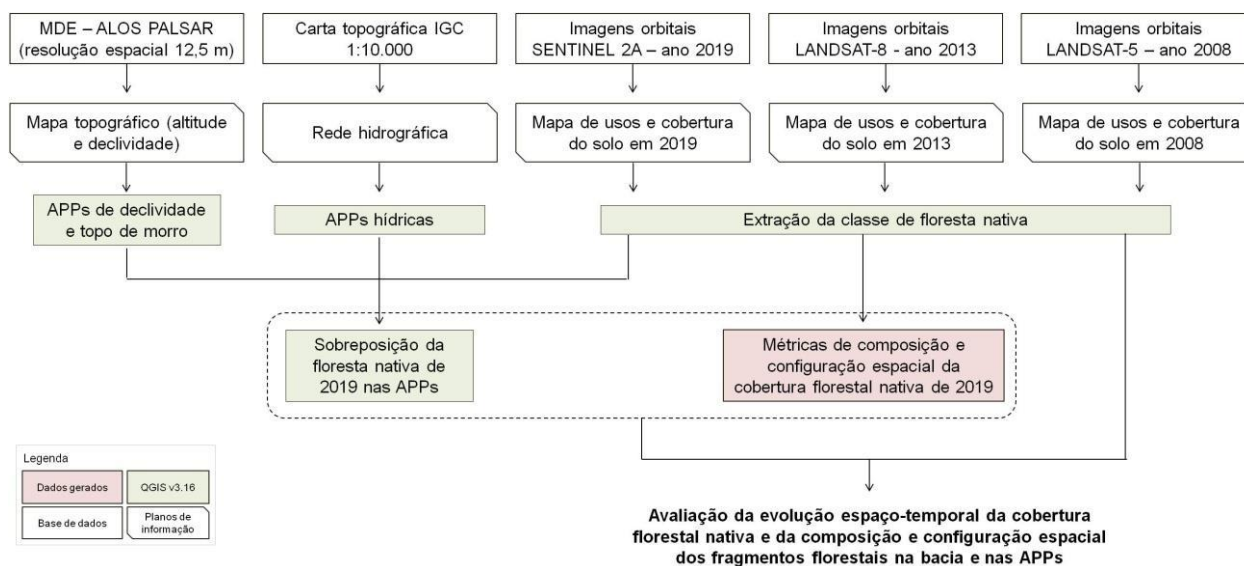 MDE – ALOS PALSAR
(resolução espacial 12,5 m)
Carta topográfica IGC
1:10.000
Imagens orbitais
SENTINEL 2A – ano 2019
Imagens orbitais
LANDSAT-8 - ano 2013
Imagens orbitais
LANDSAT-5 – ano 2008
Mapa topográfico (altitude
e declividade)
Rede hidrográfica
Mapa de usos e cobertura
do solo em 2019
Mapa de usos e cobertura
do solo em 2013
Mapa de usos e cobertura
do solo em 2008
APPs de declividade
e topo de morro
APPs hídricas
Extração da classe de floresta nativa
Sobreposição da
floresta nativa de
2019 nas APPs
Métricas de composição e
configuração espacial da
cobertura florestal nativa de 2019
Legenda
Dados gerados
QGIS v3.16
Base de dados
Planos de
informação
Avaliação da evolução espaço-temporal da cobertura
florestal nativa e da composição e configuração espacial
dos fragmentos florestais na bacia e nas APPs